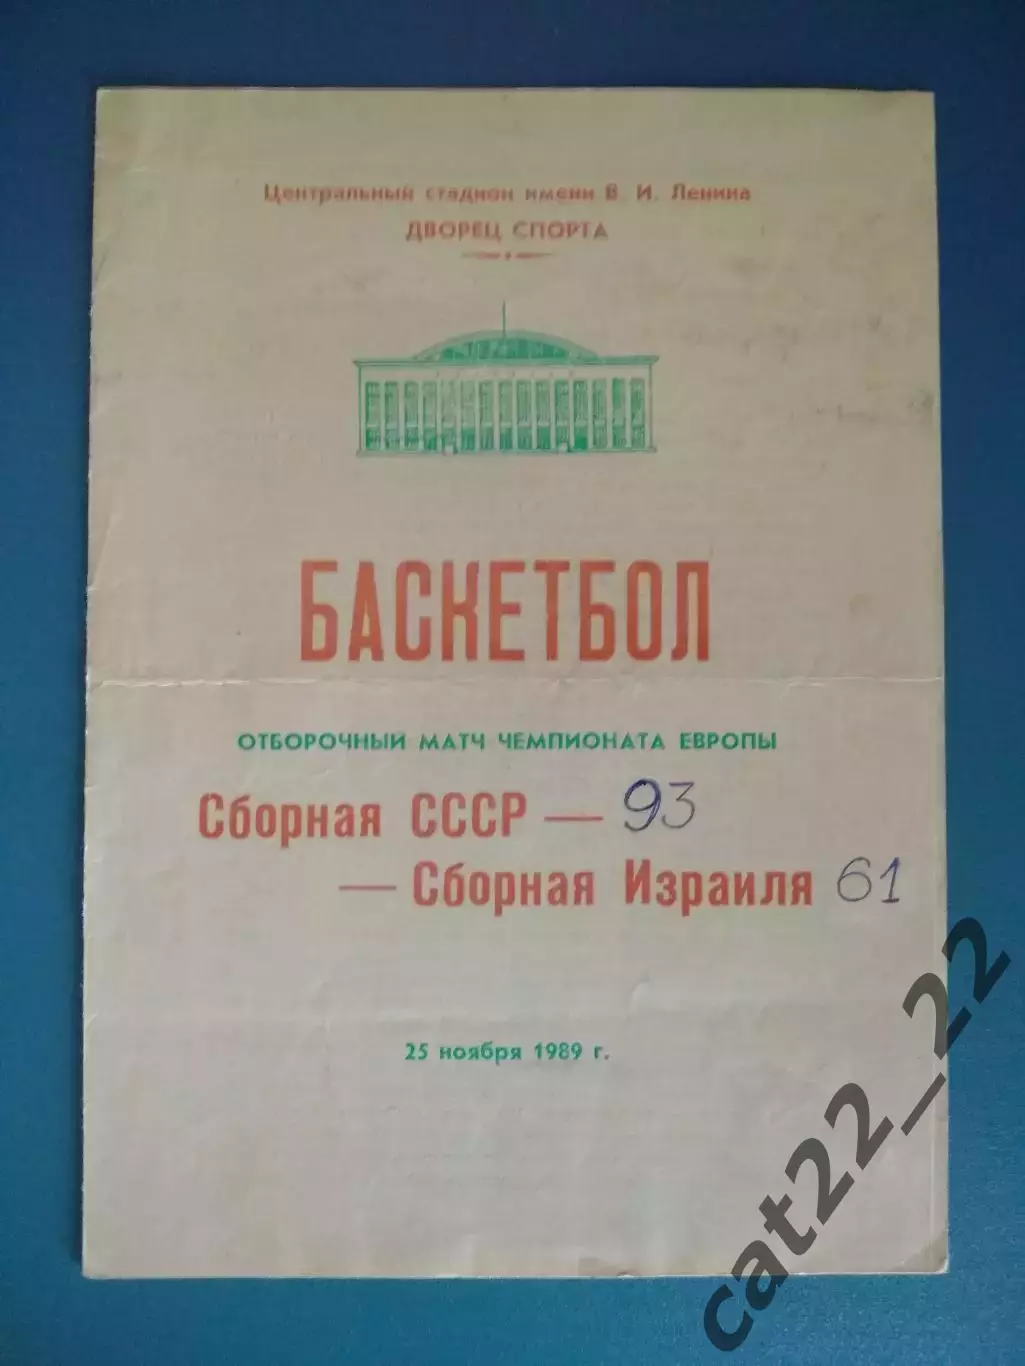 Центральный стадион имени В. И. Ленина
ДВОРЕЦ СПОРТА
БАСКЕТБОЛ
ОТБОРОЧНЫЙ МАТЧ ЧЕМПИОНАТА ЕВРОПЫ
Сборная СССР — 93
— Сборная Израиля 61
25 ноября 1989 г.
cat22_22